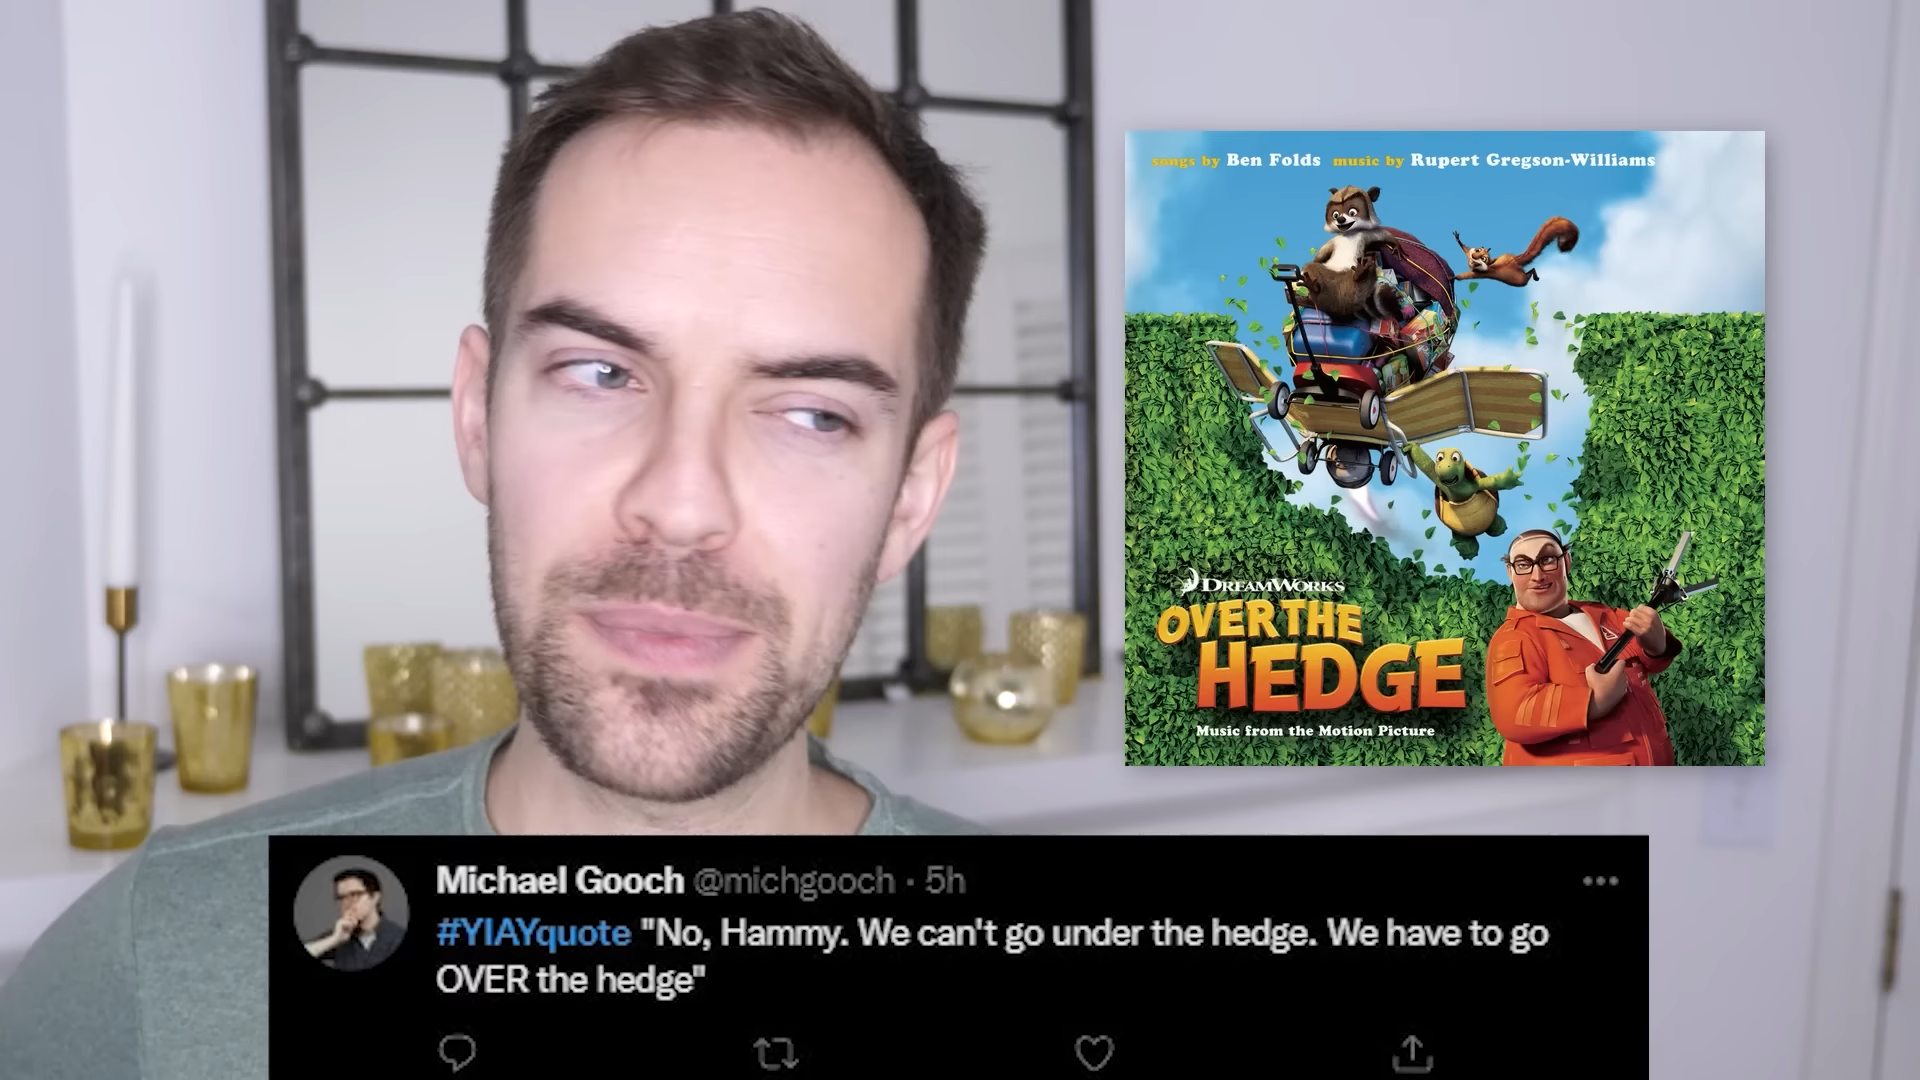 songs by Ben Folds music by Rupert Gregson-Williams
DREAMWORKS
OVER THE
HEDGE
Music from the Motion Picture
Michael Gooch @michgooch · 5h
#YIAYquote "No, Hammy. We can't go under the hedge. We have to go
OVER the hedge"